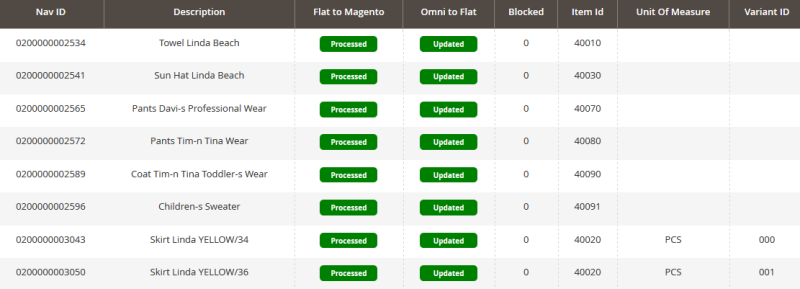 Nav ID Description Flat to Magento Omni to Flat Blocked Item Id Unit Of Measure Variant ID
0200000002534 Towel Linda Beach Processed Updated 0 40010
0200000002541 Sun Hat Linda Beach Processed Updated 0 40030
0200000002565 Pants Davi-s Professional Wear Processed Updated 0 40070
0200000002572 Pants Tim-n Tina Wear Processed Updated 0 40080
0200000002589 Coat Tim-n Tina Toddler-s Wear Processed Updated 0 40090
0200000002596 Children-s Sweater Processed Updated 0 40091
0200000003043 Skirt Linda YELLOW/34 Processed Updated 0 40020 PCS 000
0200000003050 Skirt Linda YELLOW/36 Processed Updated 0 40020 PCS 001